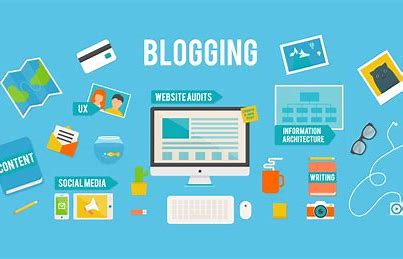 BLOGGING
UX
WEBSITE AUDITS
INFORMATION
ARCHITECTURE
CONTENT
SOCIAL MEDIA
WRITING